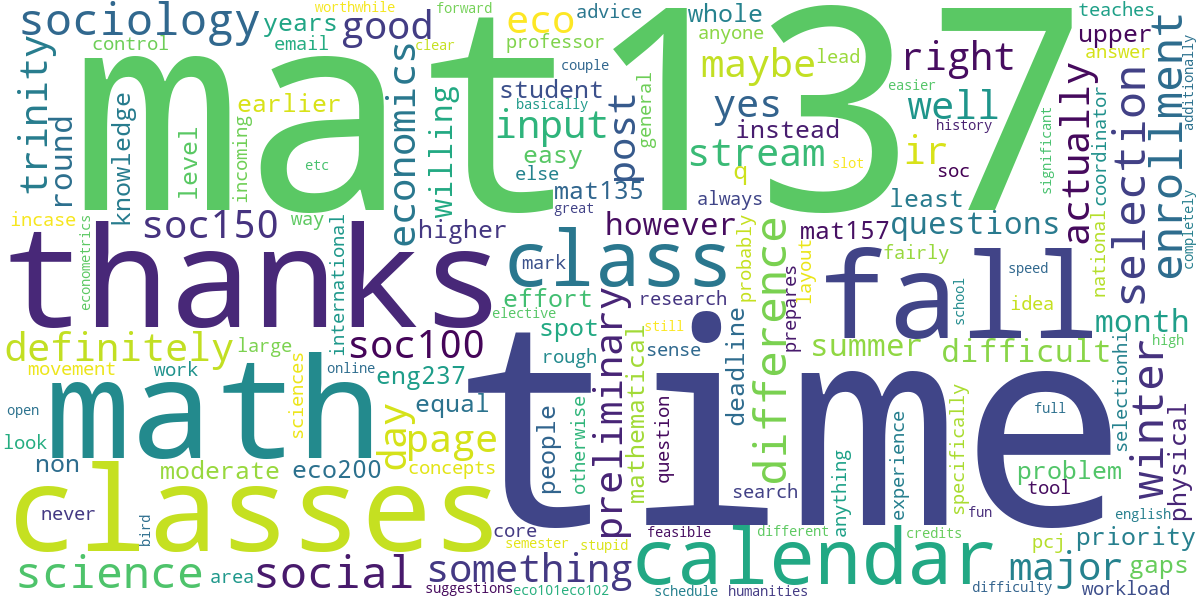 worthwhile
forward
eco
advice
whole
teaches
sociology
years
good
control
email
clear
professor
anyone
upper
mat137
couple
maybe
lead
right
answer
enrollment
trinity
round
knowledge
level
incoming
earlier
etc
economics
willing
student
basically
input
easy
else
mat135
great
post
general
yes
instead
stream
q
slot
always
easier
well
history
ir
soc
least
significant
actually
coordinator
selection
additionally
completely
incase
soc150
way
higher
however
mat157
questions
national
econometrics
thanks
international
class
mark
effort
elective
research
difference
probably
layout
prepares
fall
fairly
speed
school
idea
month
definitely
large
soc100
spot
still
rough
sense
deadline
summer
difficult
high
movement
work
sciences
online
eng237
time
preliminary
mathematical
open
look
math
equal
people
otherwise
question
full
selectionhi
winter
physical
non
moderate
eco200
day
page
concepts
search
anything
experience
specifically
problem
tool
never
bird
classes
core
fun
english
semester
stupid
feasible
different
credits
pcj
priority
science
area
social
something
calendar
major
gaps
suggestions
eco101eco102
schedule
humanities
difficulty
workload